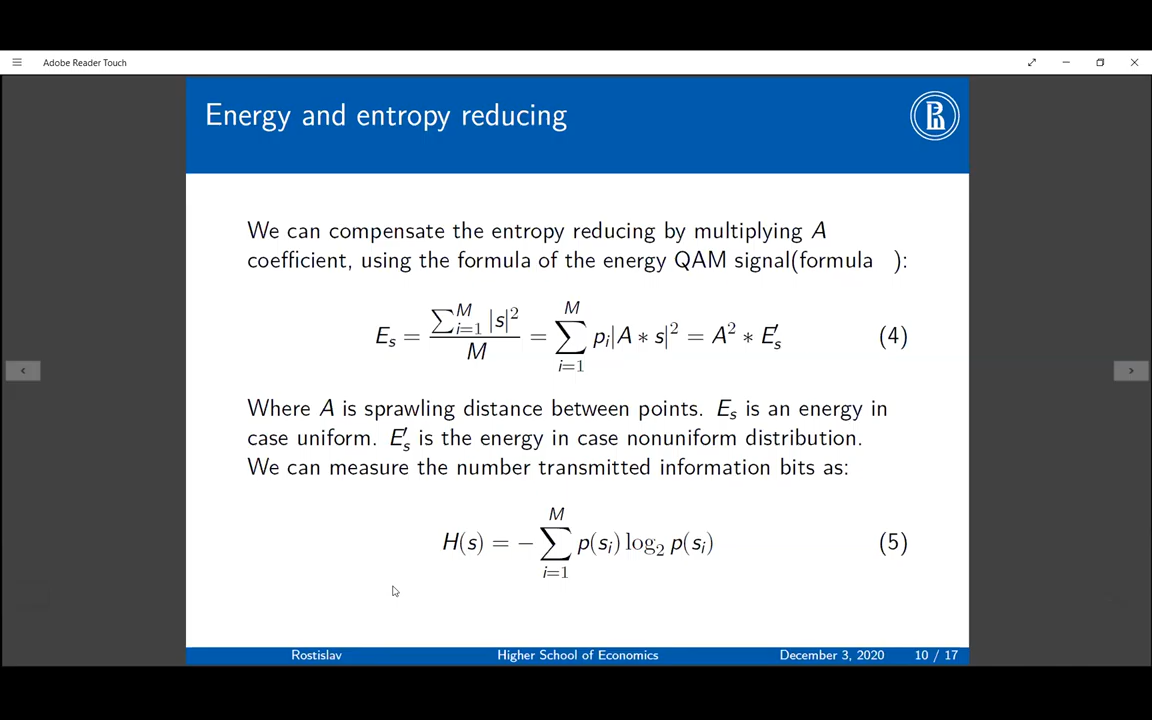 Adobe Reader Touch
Energy and entropy reducing
We can compensate the entropy reducing by multiplying A
coefficient, using the formula of the energy QAM signal(formula ):
E_s = \frac{\sum_{i=1}^{M} |s|^2}{M} = \sum_{i=1}^{M} p_i|A * s|^2 = A^2 * E'_s (4)
Where A is sprawling distance between points. E_s is an energy in
case uniform. E'_s is the energy in case nonuniform distribution.
We can measure the number transmitted information bits as:
H(s) = - \sum_{i=1}^{M} p(s_i) \log_2 p(s_i) (5)
Rostislav Higher School of Economics December 3, 2020 10 / 17